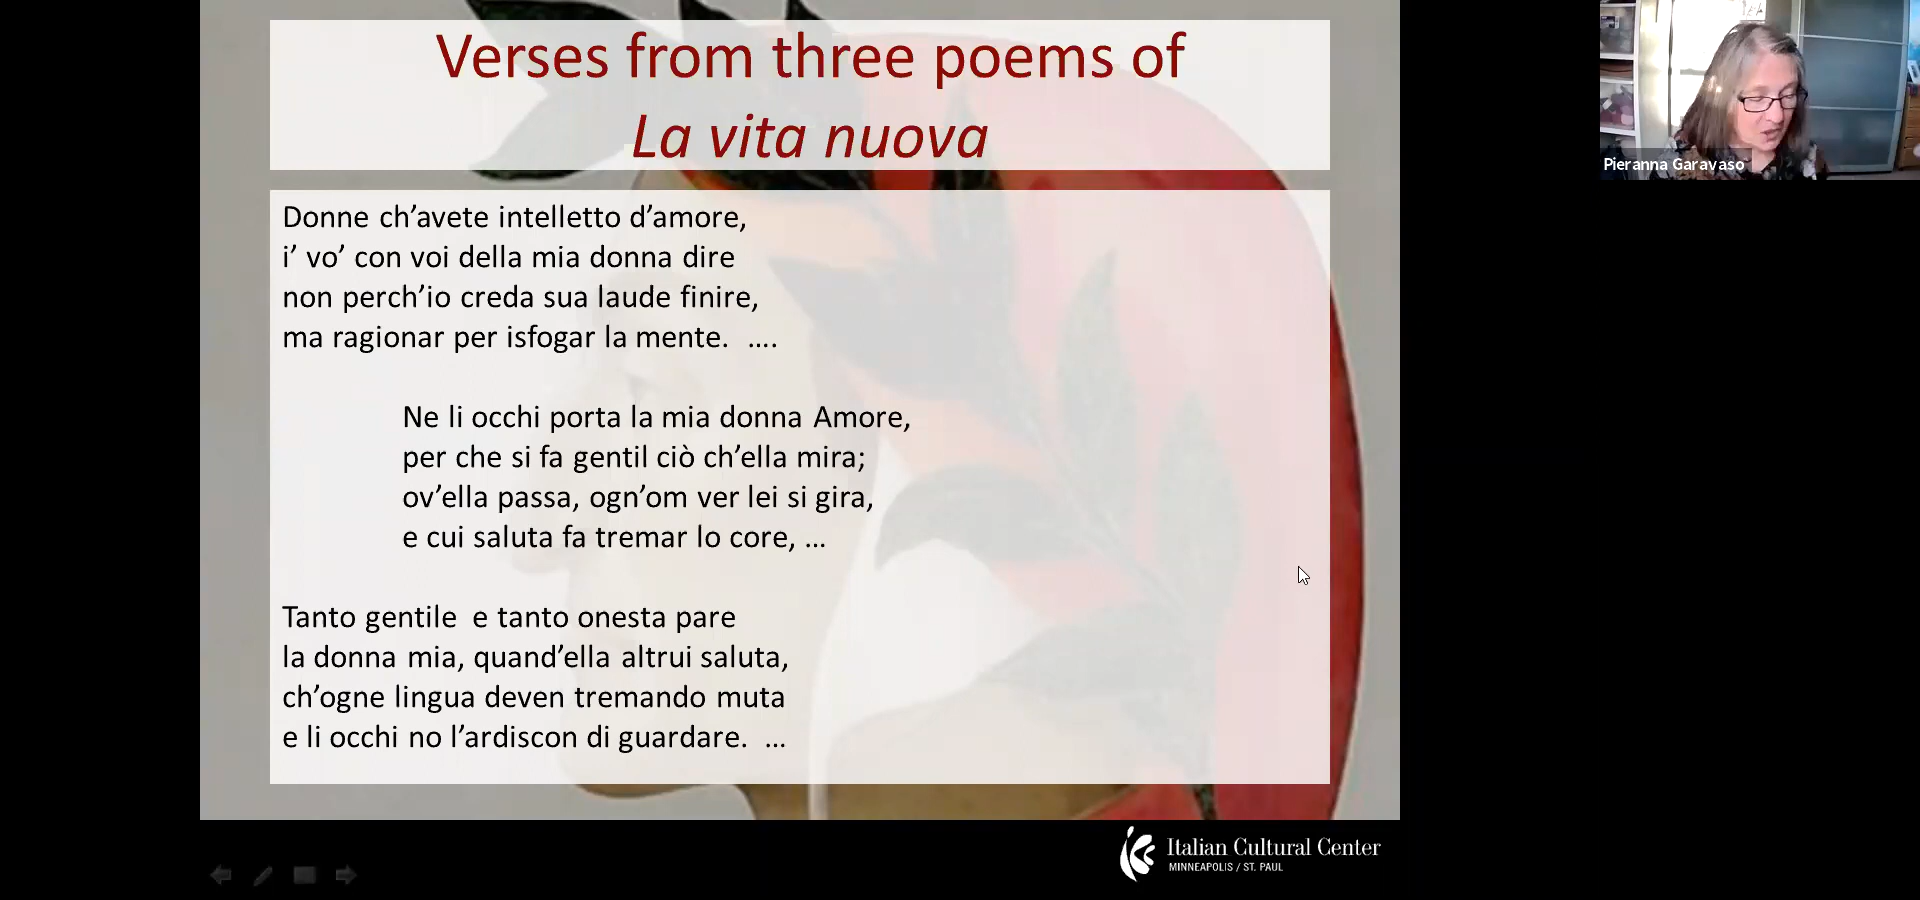 Verses from three poems of
La vita nuova
Donne ch’avete intelletto d’amore,
i’ vo’ con voi della mia donna dire
non perch’io creda sua laude finire,
ma ragionar per isfogar la mente.  ....
Ne li occhi porta la mia donna Amore,
per che si fa gentil ciò ch’ella mira;
ov’ella passa, ogn’om ver lei si gira,
e cui saluta fa tremar lo core, ...
Tanto gentile  e tanto onesta pare
la donna mia, quand’ella altrui saluta,
ch’ogne lingua deven tremando muta
e li occhi no l’ardiscon di guardare.  ...
Pieranna Garavaso
Italian Cultural Center
MINNEAPOLIS / ST. PAUL